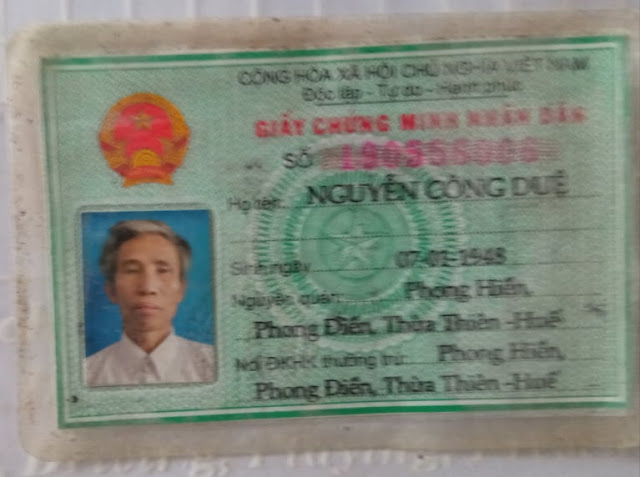 CỘNG HÒA XÃ HỘI CHỦ NGHĨA VIỆT NAM
Độc lập - Tự do - Hạnh phúc
GIẤY CHỨNG MINH NHÂN DÂN
SỐ
Họ tên: NGUYỄN CÔNG DUỆ
Sinh ngày 07-01-1948
Nguyên quán Phong Hiền,
Phong Điền, Thừa Thiên -Huế
Nơi ĐKHK thường trú: Phong Hiền,
Phong Điền, Thừa Thiên -Huế